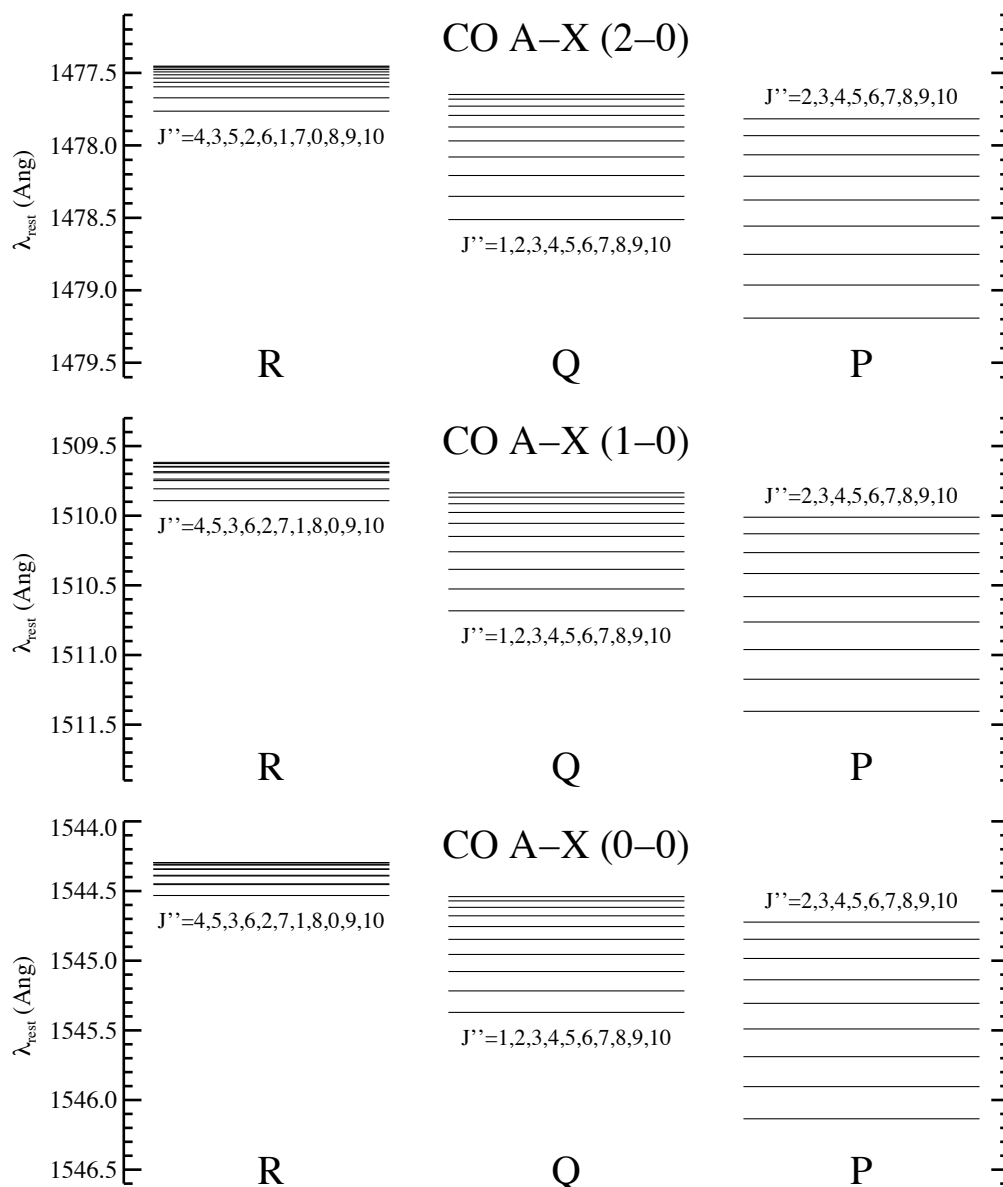 CO A–X (2–0)
1477.5
1478.0
1478.5
1479.0
1479.5
λrest (Ang)
J’’=4,3,5,2,6,1,7,0,8,9,10
J’’=1,2,3,4,5,6,7,8,9,10
J’’=2,3,4,5,6,7,8,9,10
R
Q
P
CO A–X (1–0)
1509.5
1510.0
1510.5
1511.0
1511.5
λrest (Ang)
J’’=4,5,3,6,2,7,1,8,0,9,10
J’’=1,2,3,4,5,6,7,8,9,10
J’’=2,3,4,5,6,7,8,9,10
R
Q
P
CO A–X (0–0)
1544.0
1544.5
1545.0
1545.5
1546.0
1546.5
λrest (Ang)
J’’=4,5,3,6,2,7,1,8,0,9,10
J’’=1,2,3,4,5,6,7,8,9,10
J’’=2,3,4,5,6,7,8,9,10
R
Q
P